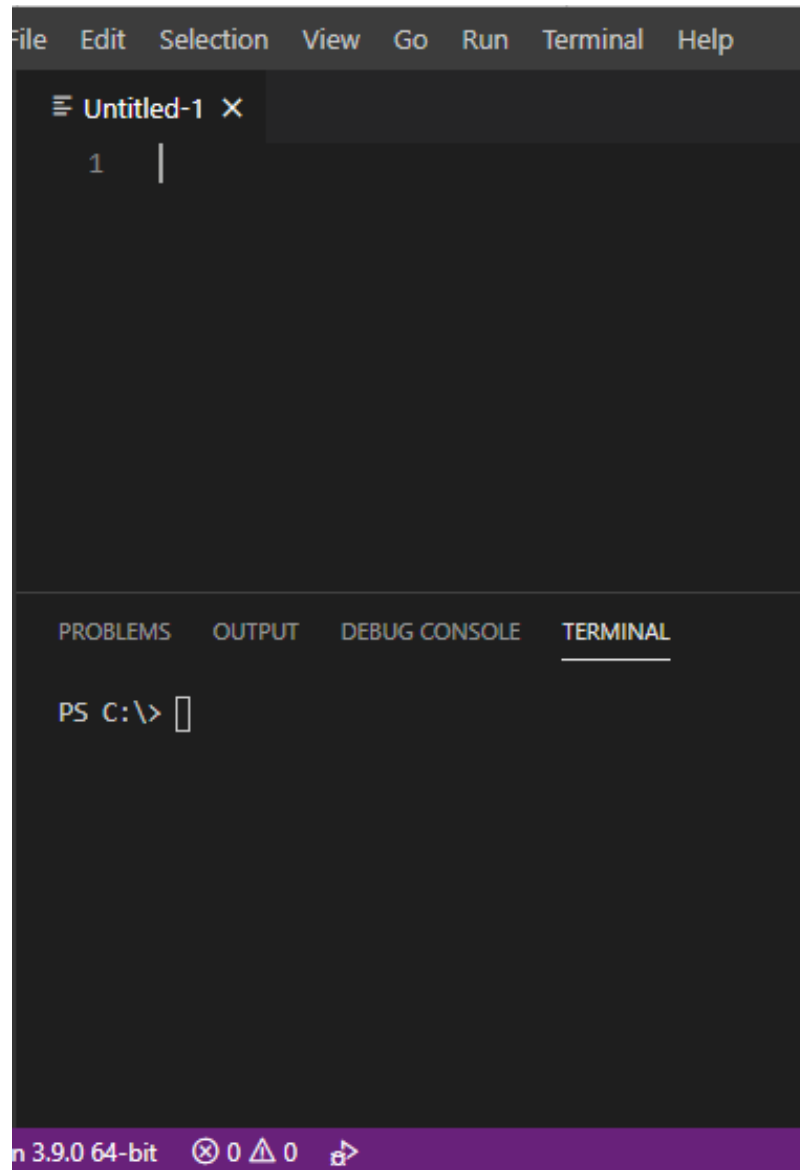 File Edit Selection View Go Run Terminal Help
Untitled-1
1
PROBLEMS OUTPUT DEBUG CONSOLE TERMINAL
PS C:\>
n 3.9.0 64-bit 0 0